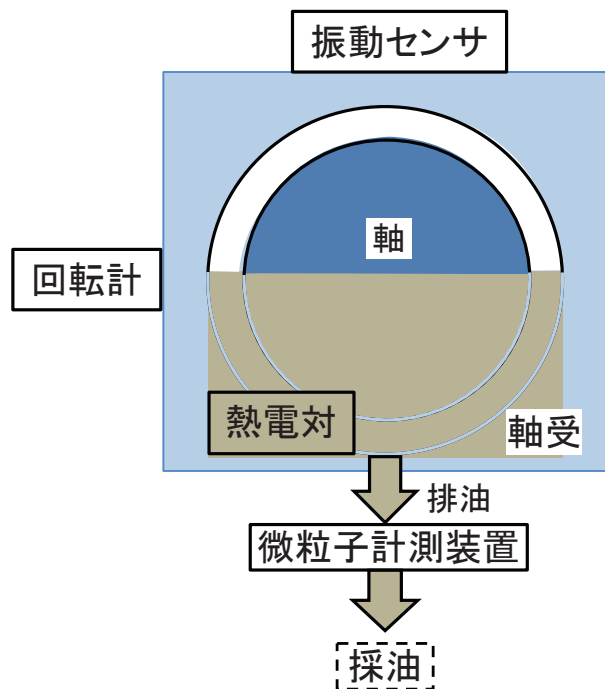 振動センサ
軸
回転計
熱電対
軸受
排油
微粒子計測装置
採油